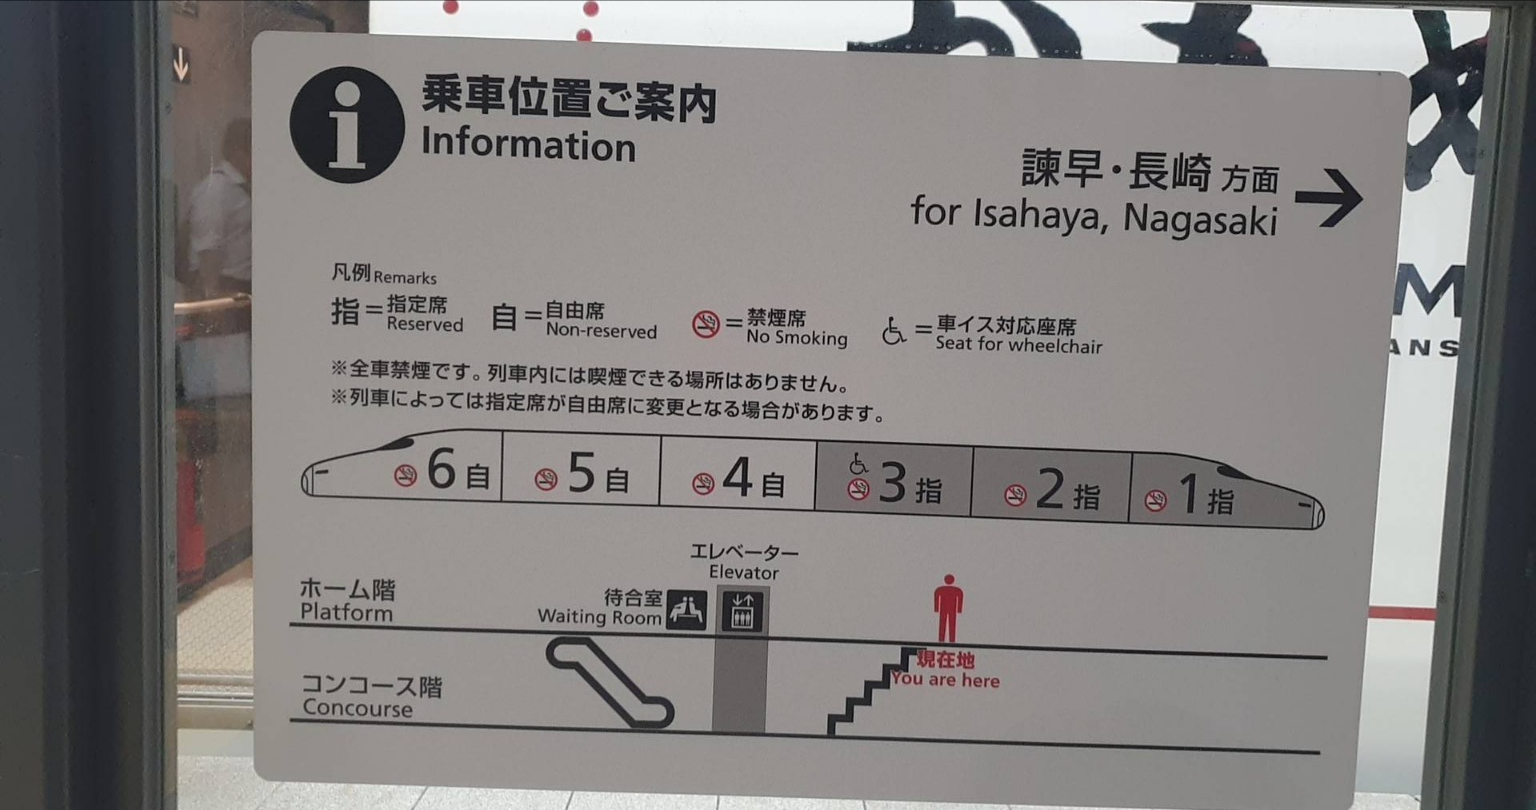 乗車位置ご案内
Information
諫早・長崎 方面 →
for Isahaya, Nagasaki
凡例 Remarks
指=指定席 Reserved
自=自由席 Non-reserved
=禁煙席 No Smoking
=車イス対応座席 Seat for wheelchair
※全車禁煙です。列車内には喫煙できる場所はありません。
※列車によっては指定席が自由席に変更となる場合があります。
6自 5自 4自 3指 2指 1指
エレベーター
Elevator
ホーム階
Platform
待合室
Waiting Room
現在地
You are here
コンコース階
Concourse